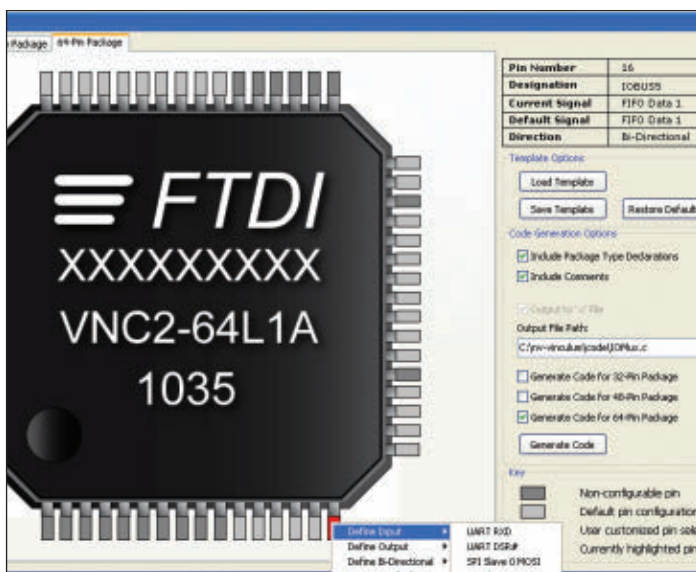 Package
64-Pin Package
FTDI
XXXXXXXXX
VNC2-64L1A
1035
Pin Number 16
Designation IOBUS5
Current Signal FIFO Data 1
Default Signal FIFO Data 1
Direction Bi-Directional
Template Options
Load Template
Save Template Restore Default
Code Generation Options
Include Package Type Declarations
Include Comments
Output to '.c' File
Output File Path:
Generate Code for 32-Pin Package
Generate Code for 48-Pin Package
Generate Code for 64-Pin Package
Generate Code
Key
Non-configurable pin
Default pin configuration
User customized pin
Currently highlighted pin
Define Input UART RXD
Define Output UART DSR#
Define Bi-Directional SPI Slave 0 MOSI